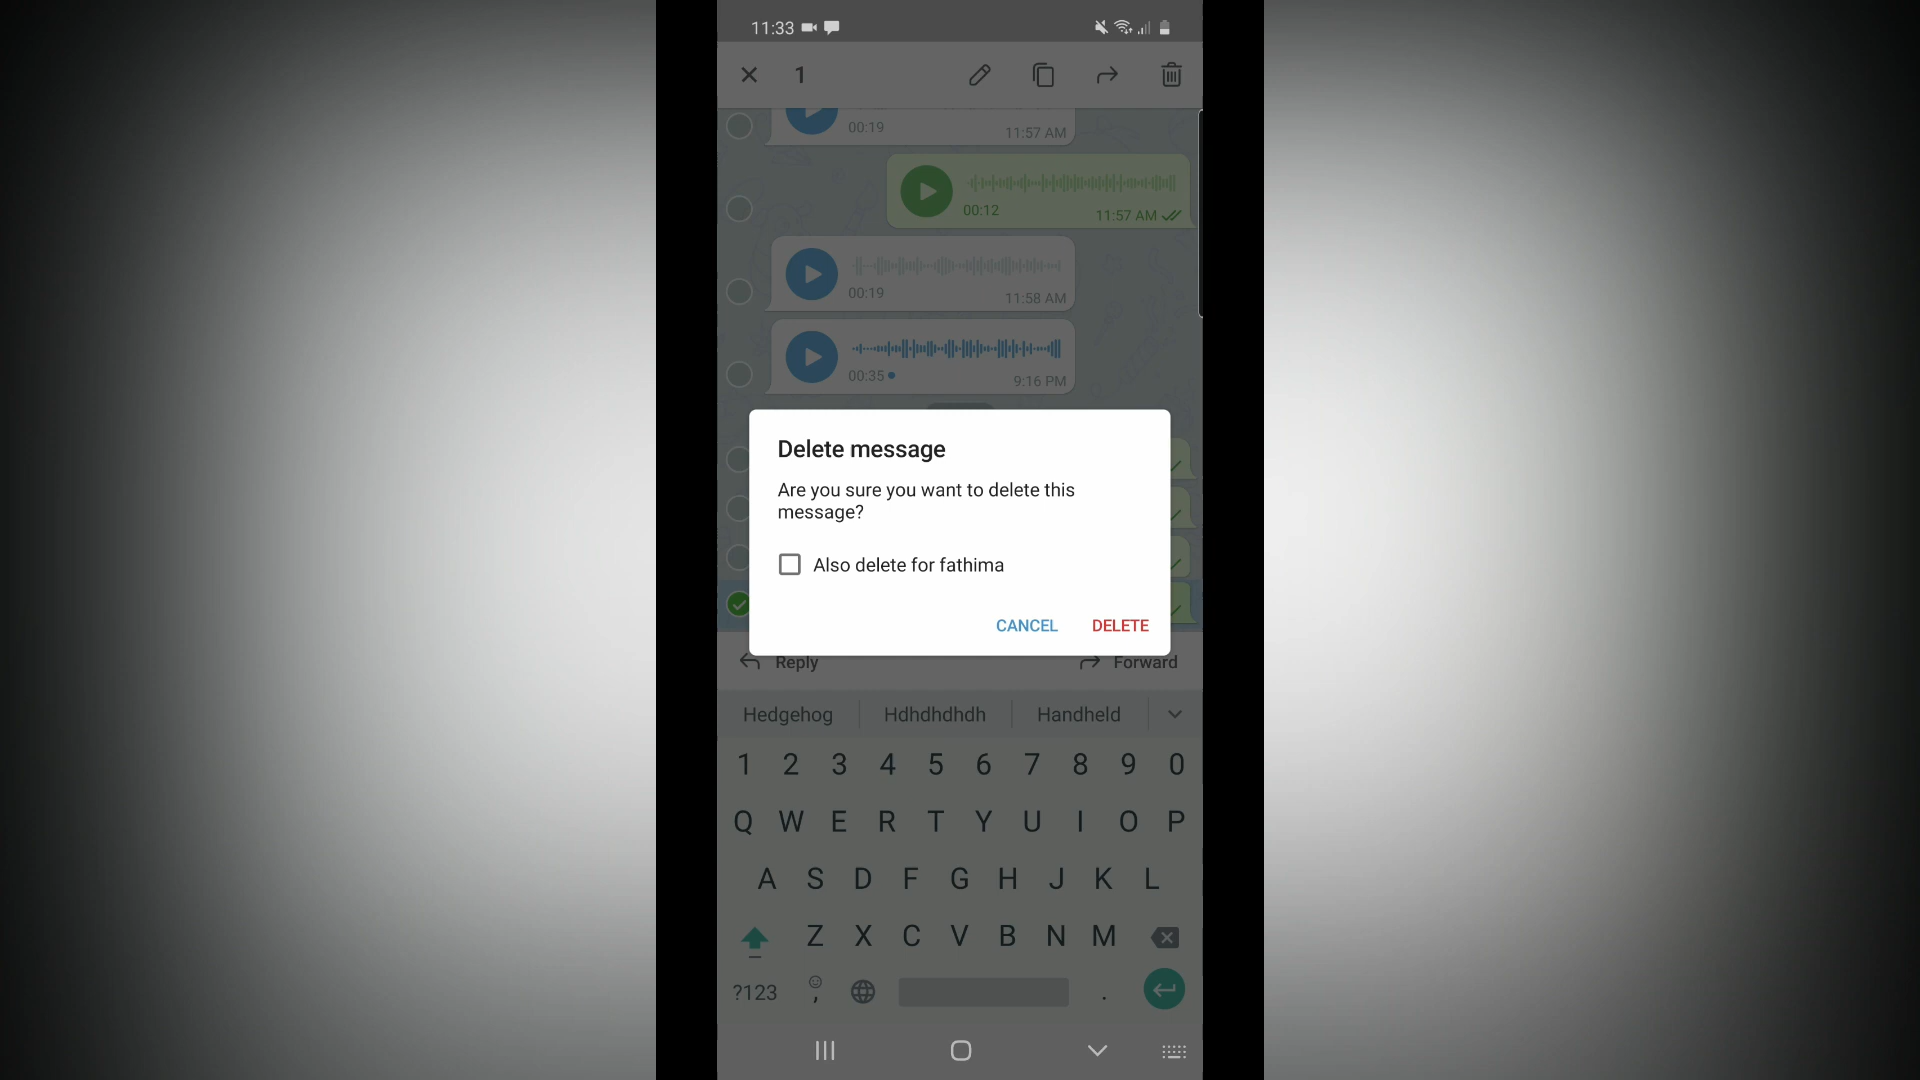 11:33
1
00:19 11:57 AM
00:12 11:57 AM
00:19 11:58 AM
00:35 9:16 PM
Delete message
Are you sure you want to delete this
message?
Also delete for fathima
CANCEL DELETE
Reply Forward
Hedgehog Hdhdhdhdh Handheld
1 2 3 4 5 6 7 8 9 0
Q W E R T Y U I O P
A S D F G H J K L
Z X C V B N M
?123 , .